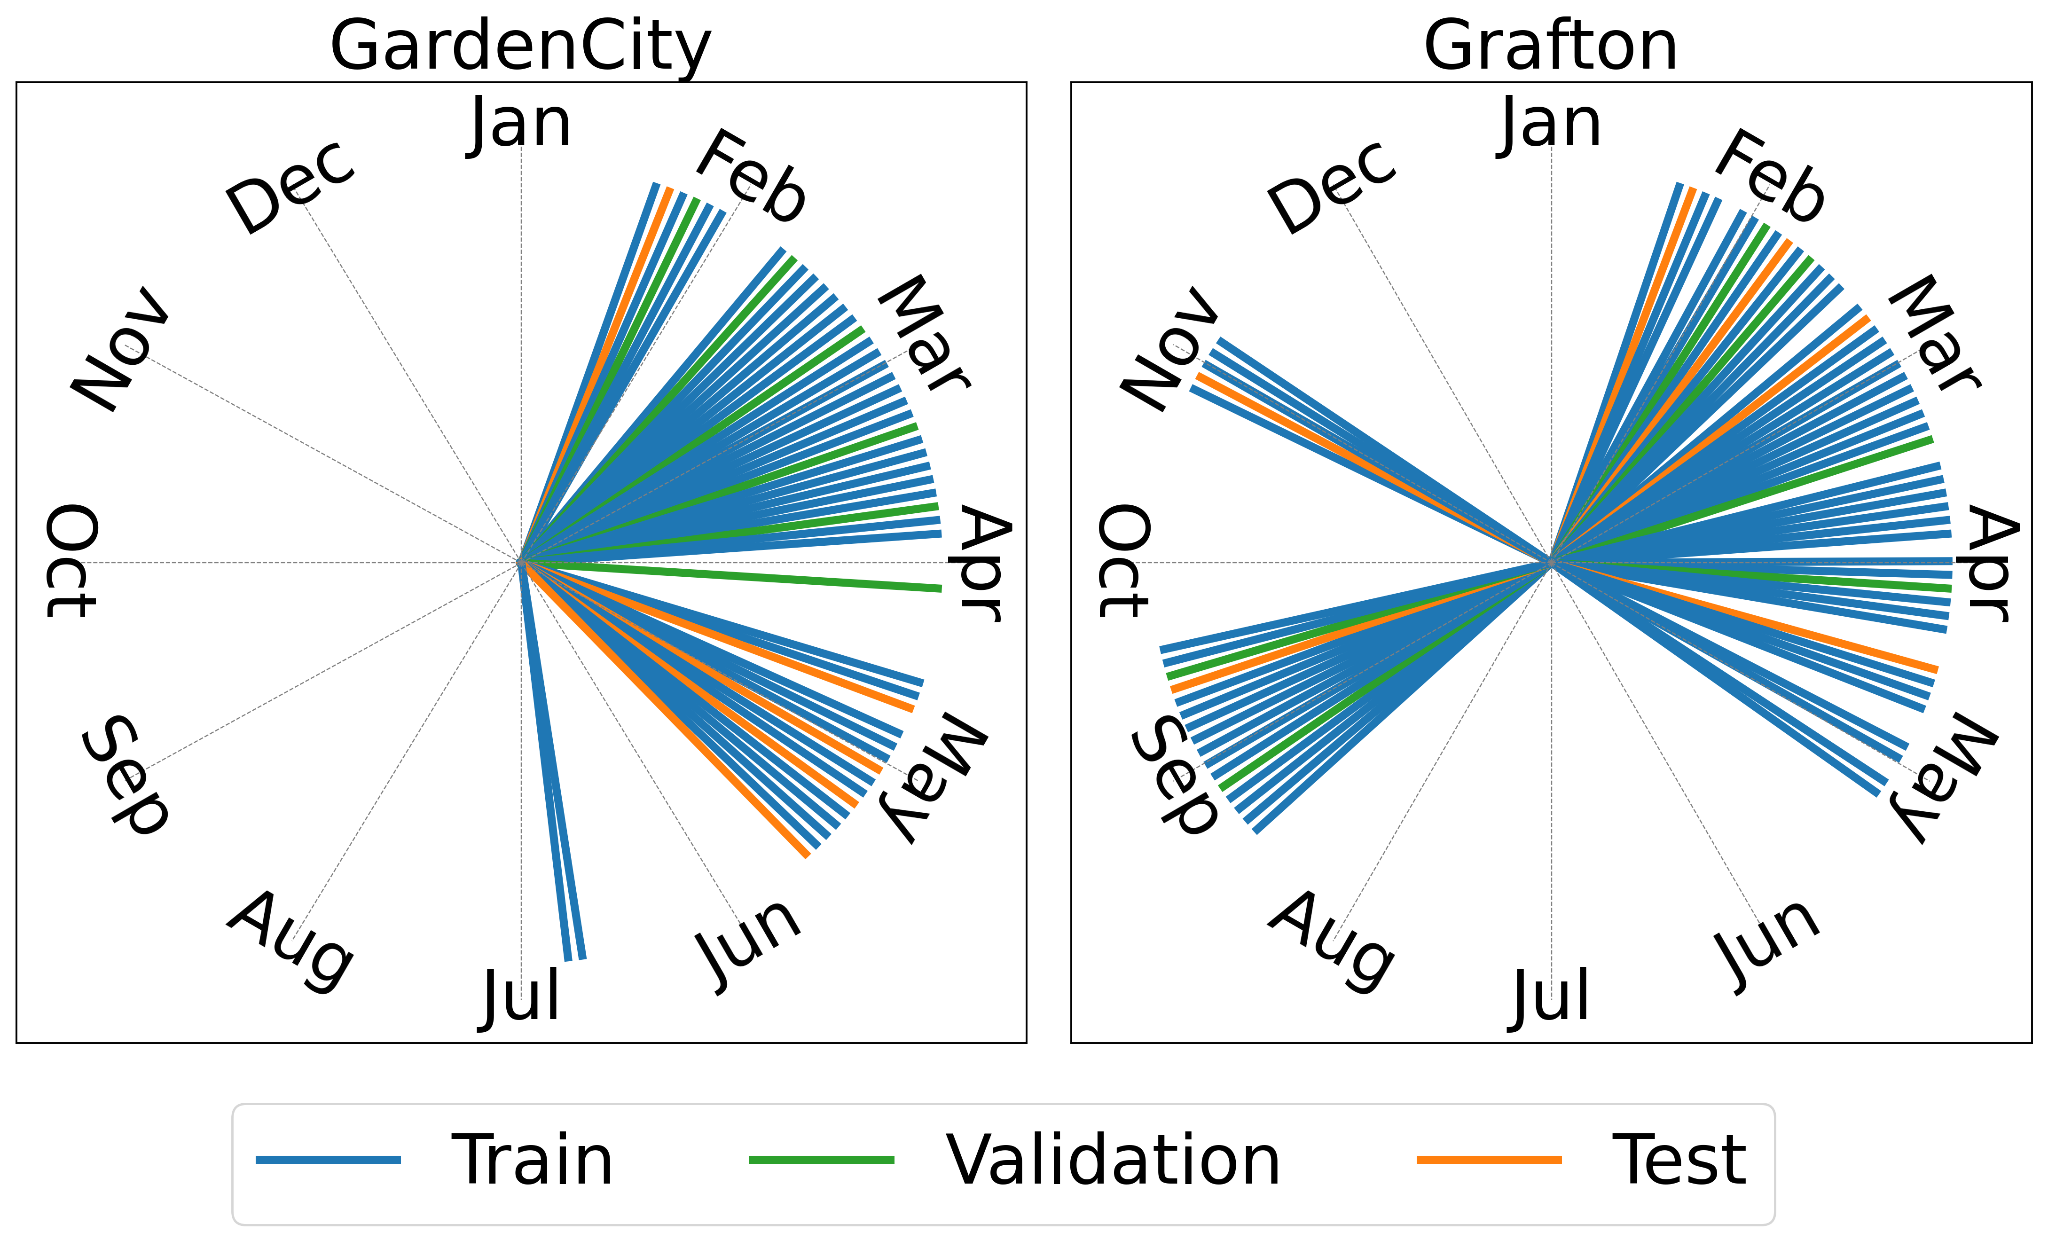 GardenCity
Jan
Feb
Mar
Apr
May
Jun
Jul
Aug
Sep
Oct
Nov
Dec
Grafton
Jan
Feb
Mar
Apr
May
Jun
Jul
Aug
Sep
Oct
Nov
Dec
Train Validation Test